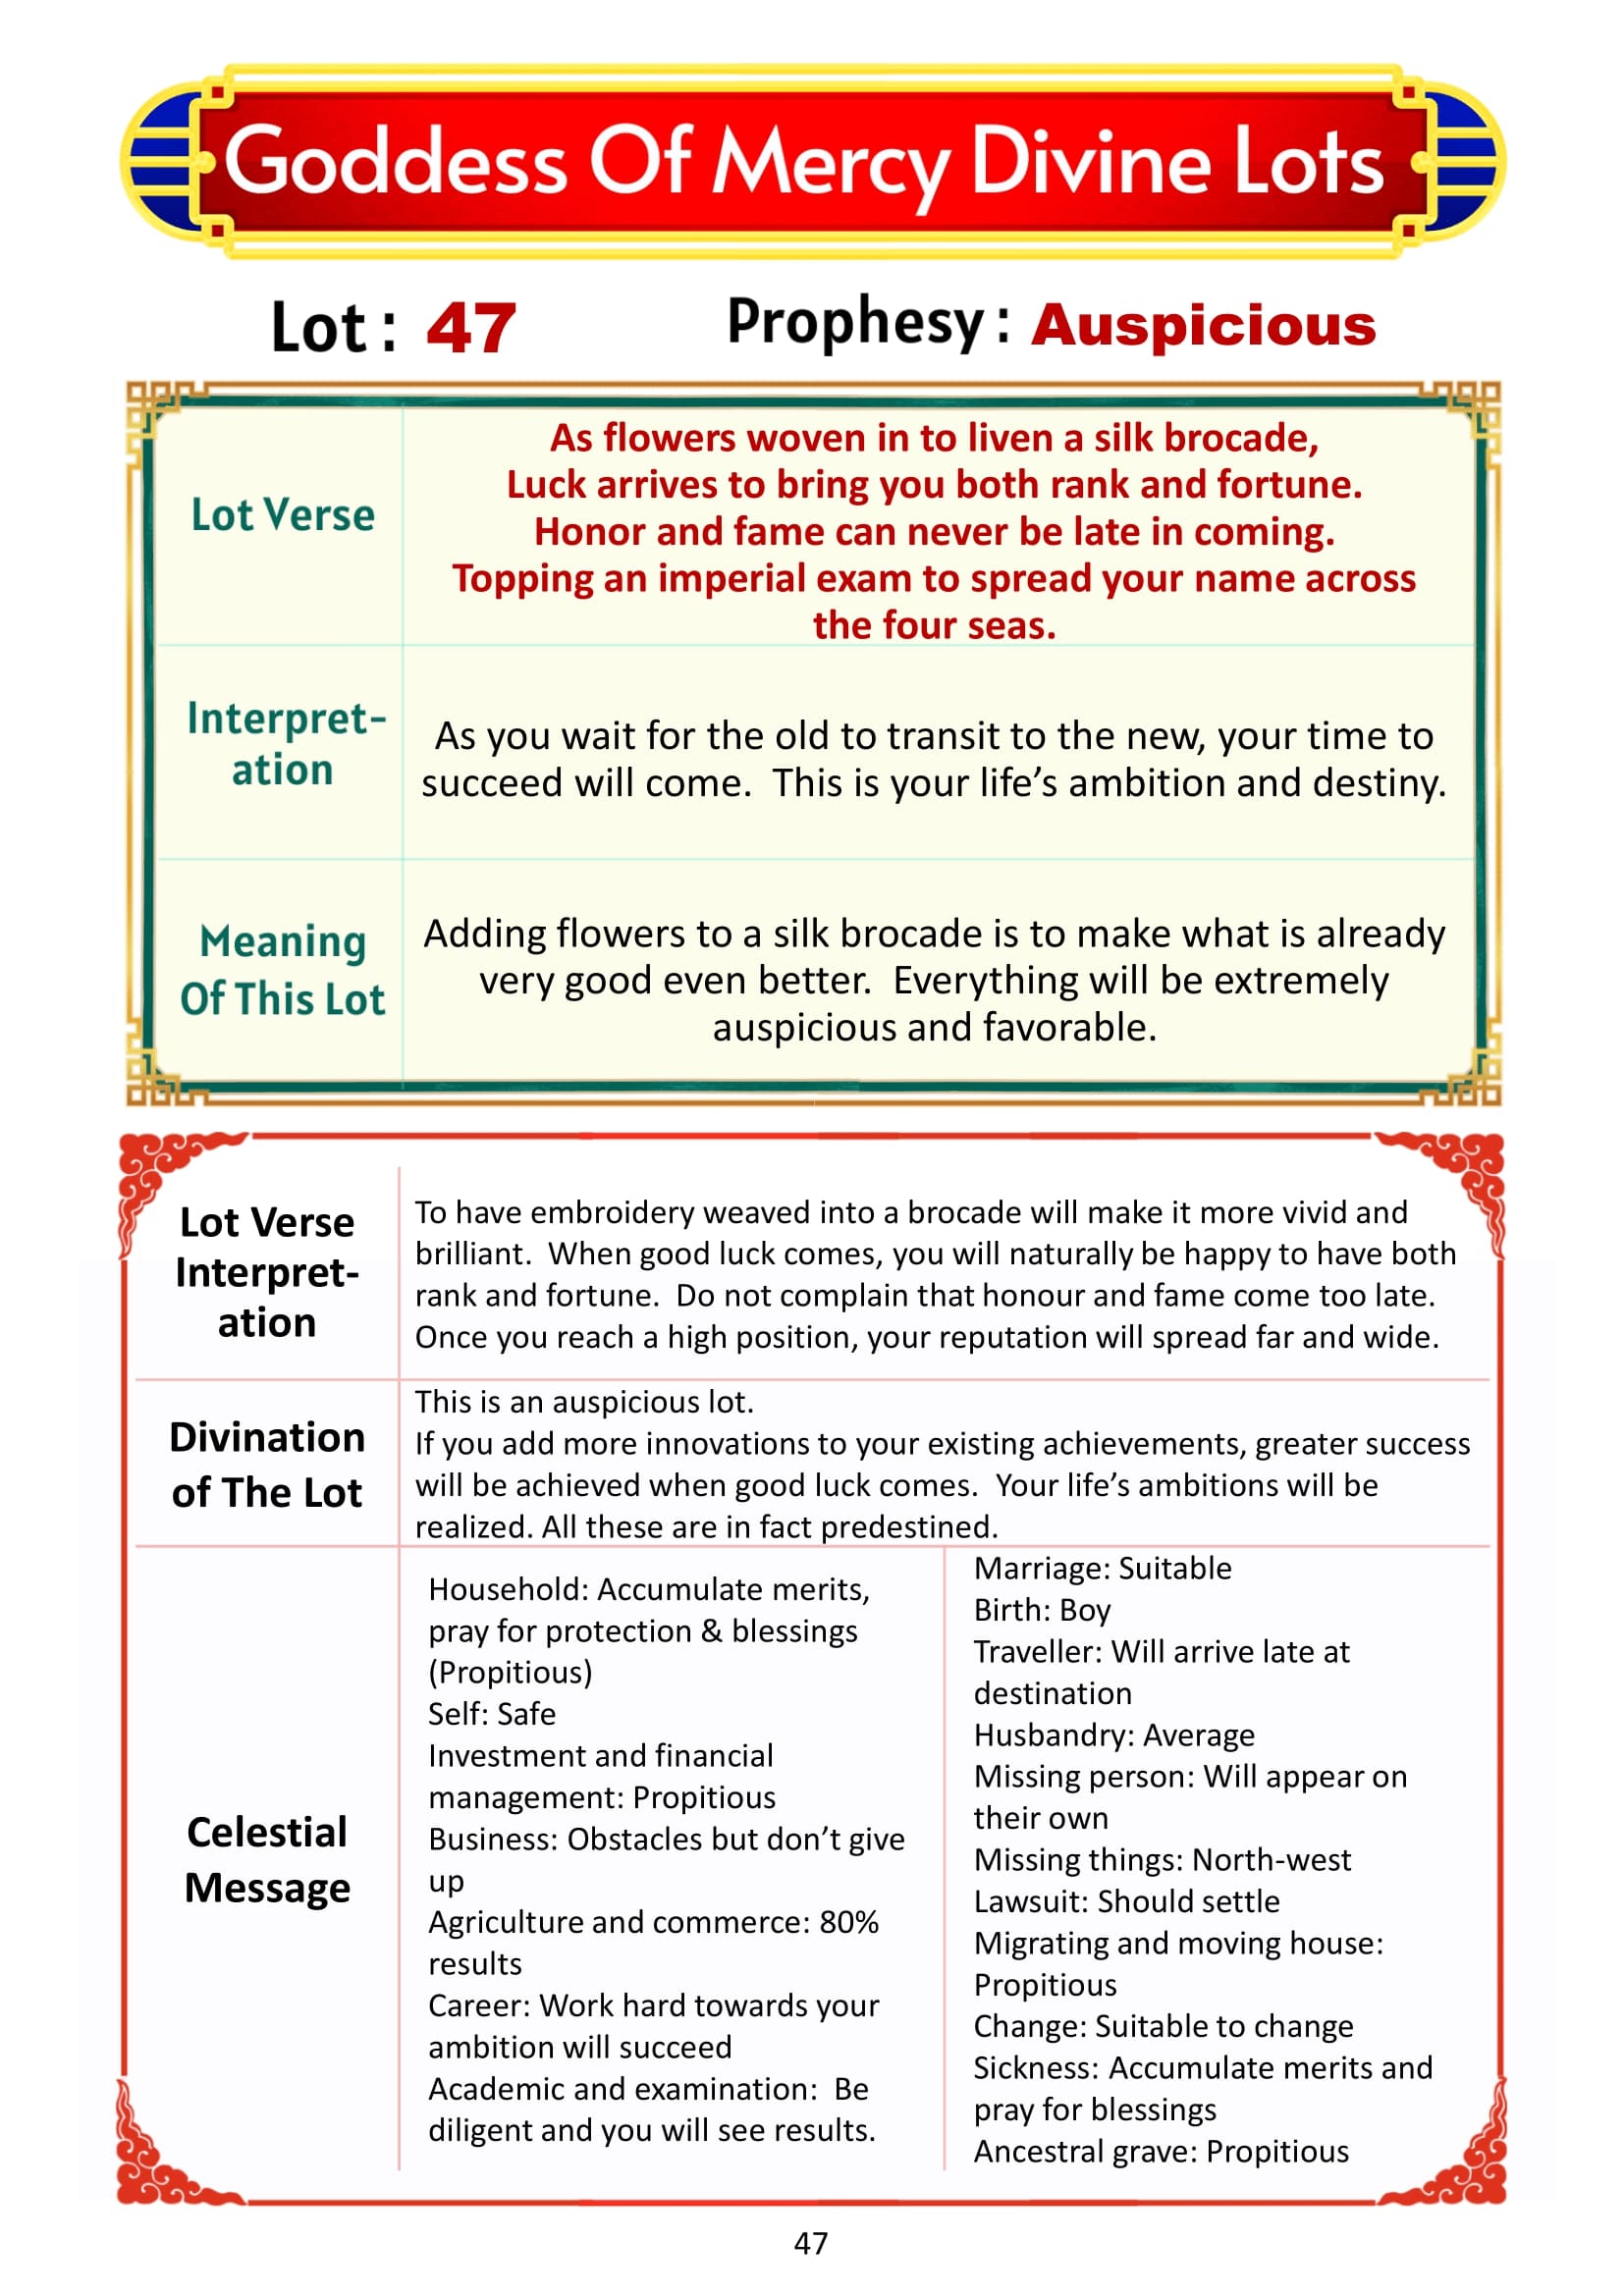 Goddess Of Mercy Divine Lots
Lot : 47
Prophesy : Auspicious
Lot Verse
As flowers woven in to liven a silk brocade,
Luck arrives to bring you both rank and fortune.
Honor and fame can never be late in coming.
Topping an imperial exam to spread your name across
the four seas.
Interpret-
ation
As you wait for the old to transit to the new, your time to
succeed will come.  This is your life’s ambition and destiny.
Meaning
Of This Lot
Adding flowers to a silk brocade is to make what is already
very good even better.  Everything will be extremely
auspicious and favorable.
Lot Verse
Interpret-
ation
To have embroidery weaved into a brocade will make it more vivid and
brilliant.  When good luck comes, you will naturally be happy to have both
rank and fortune.  Do not complain that honour and fame come too late.
Once you reach a high position, your reputation will spread far and wide.
Divination
of The Lot
This is an auspicious lot.
If you add more innovations to your existing achievements, greater success
will be achieved when good luck comes.  Your life’s ambitions will be
realized. All these are in fact predestined.
Celestial
Message
Household: Accumulate merits,
pray for protection & blessings
(Propitious)
Self: Safe
Investment and financial
management: Propitious
Business: Obstacles but don’t give
up
Agriculture and commerce: 80%
results
Career: Work hard towards your
ambition will succeed
Academic and examination:  Be
diligent and you will see results.
Marriage: Suitable
Birth: Boy
Traveller: Will arrive late at
destination
Husbandry: Average
Missing person: Will appear on
their own
Missing things: North-west
Lawsuit: Should settle
Migrating and moving house:
Propitious
Change: Suitable to change
Sickness: Accumulate merits and
pray for blessings
Ancestral grave: Propitious
47